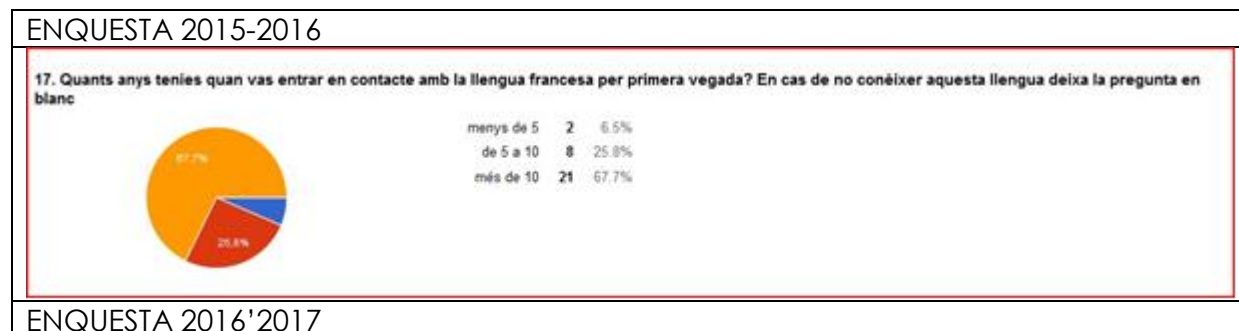 ENQUESTA 2015-2016
17. Quants anys tenies quan vas entrar en contacte amb la llengua francesa per primera vegada? En cas de no conèixer aquesta llengua deixa la pregunta en
blanc
menys de 5 2 6.5%
de 5 a 10 8 25.8%
més de 10 21 67.7%
67.7%
25.8%
ENQUESTA 2016'2017